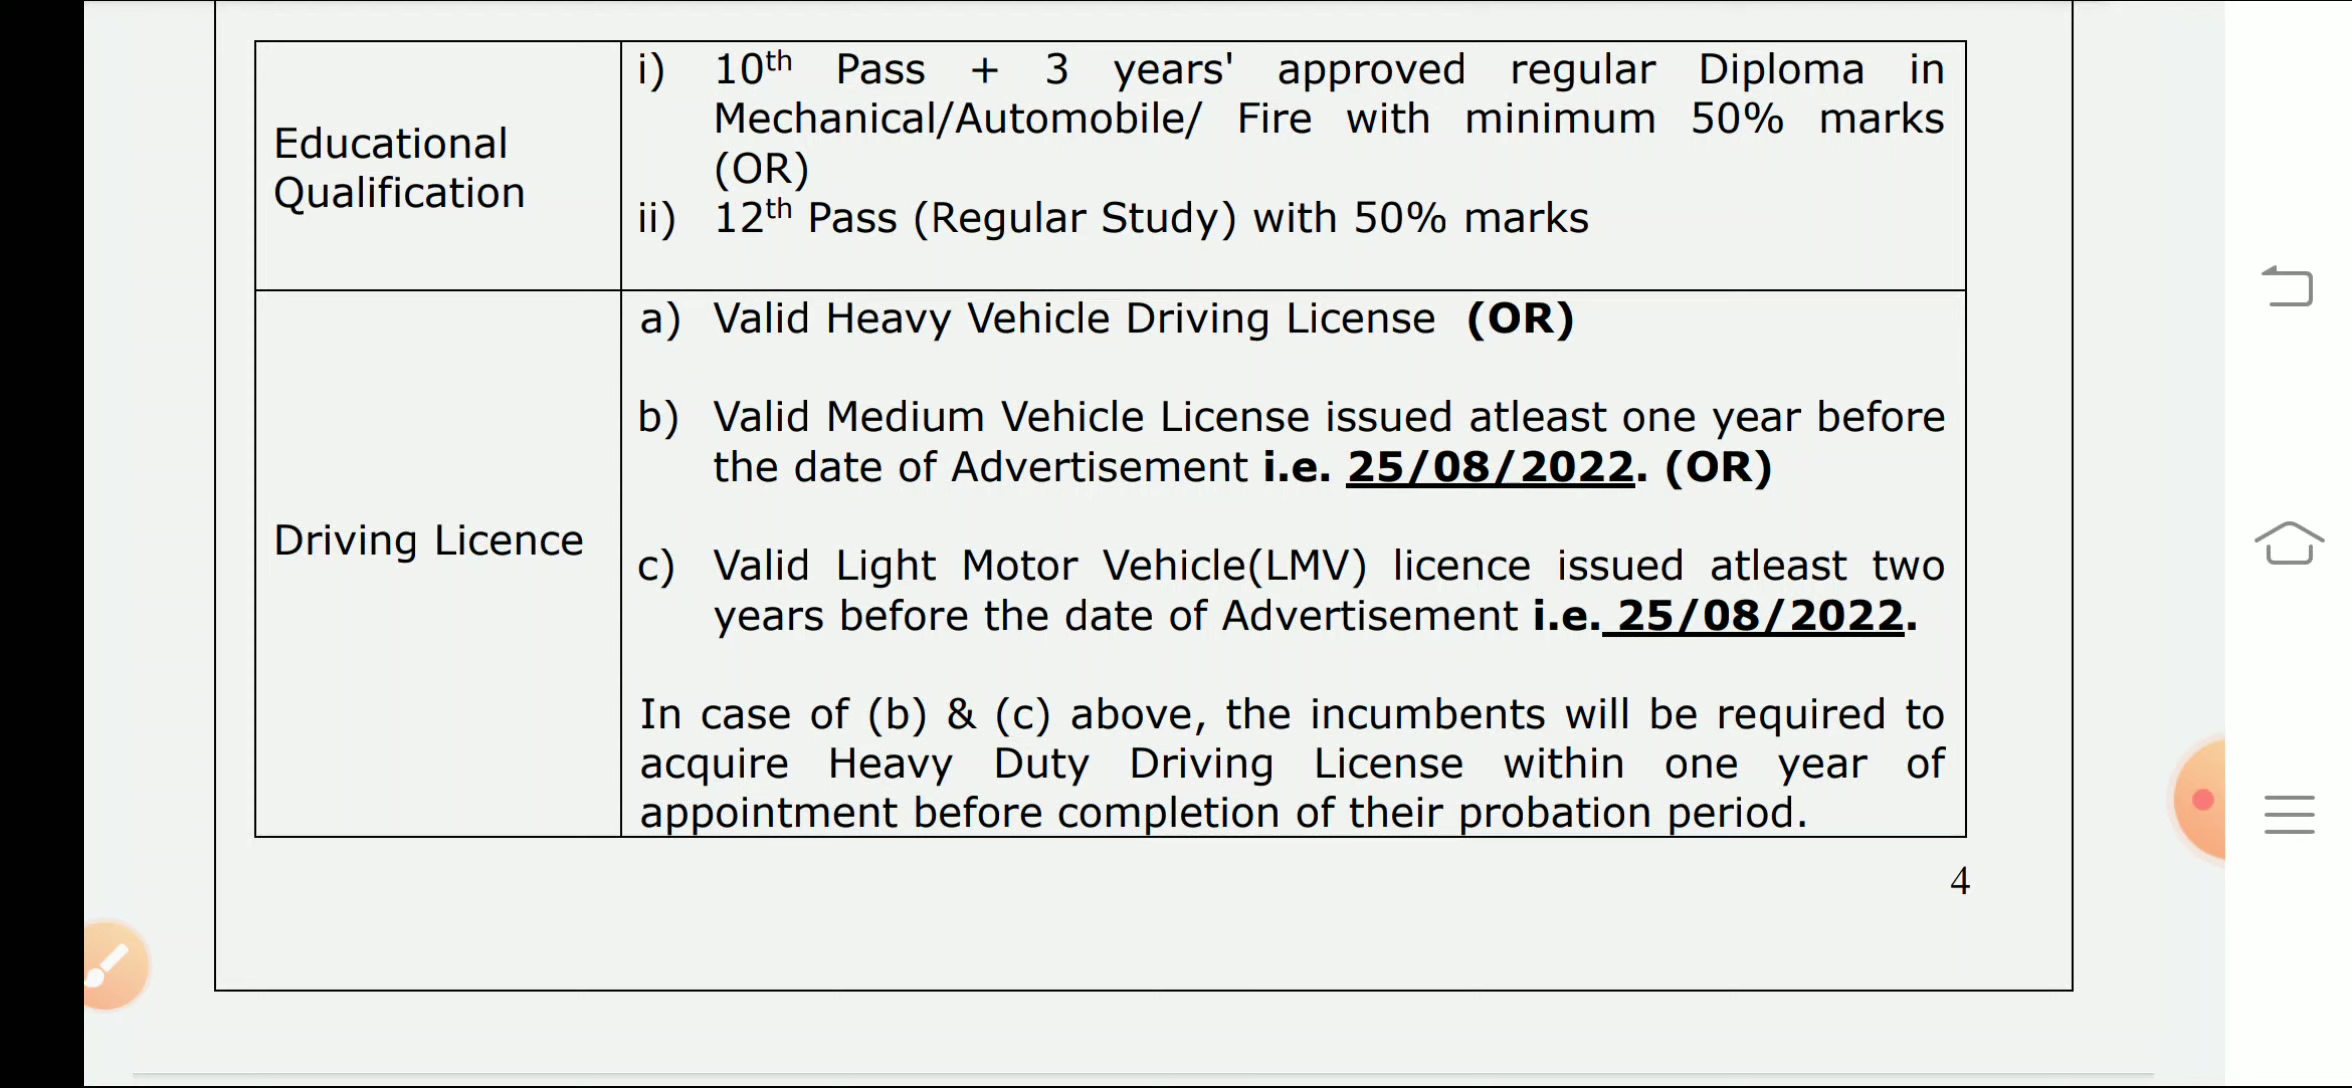 Educational
Qualification
i) 10th Pass + 3 years' approved regular Diploma in
Mechanical/Automobile/ Fire with minimum 50% marks
(OR)
ii) 12th Pass (Regular Study) with 50% marks
Driving Licence
a) Valid Heavy Vehicle Driving License (OR)
b) Valid Medium Vehicle License issued atleast one year before
the date of Advertisement i.e. 25/08/2022. (OR)
c) Valid Light Motor Vehicle(LMV) licence issued atleast two
years before the date of Advertisement i.e. 25/08/2022.
In case of (b) & (c) above, the incumbents will be required to
acquire Heavy Duty Driving License within one year of
appointment before completion of their probation period.
4